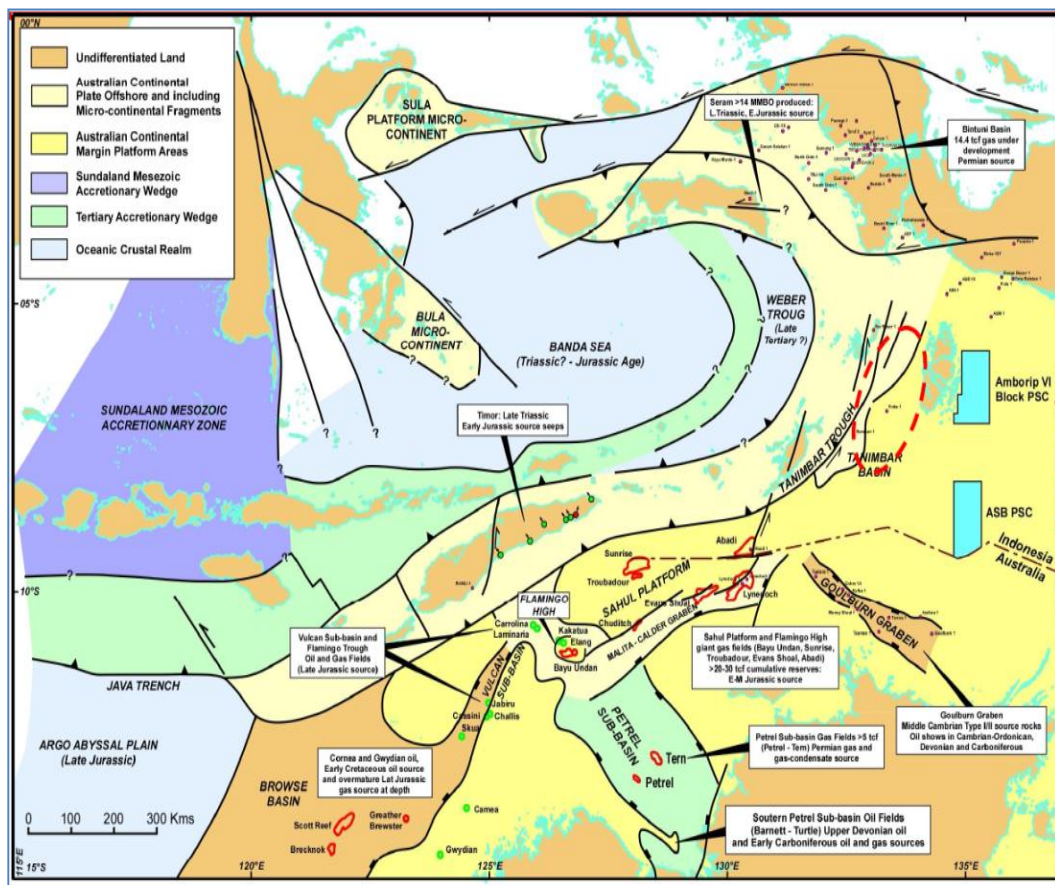 00°N
Undifferentiated Land
Australian Continental
Plate Offshore and including
Micro-continental Fragments
Australian Continental
Margin Platform Areas
Sundaland Mesezoic
Accretionary Wedge
Tertiary Accretionary Wedge
Oceanic Crustal Realm
SULA
PLATFORM MICRO-
CONTINENT
Seram >14 MMBO produced:
L.Triassic, E.Jurassic source
Bintuni Basin
14.4 tcf gas under
development
Permian source
05°S
BULA
MICRO-
CONTINENT
BANDA SEA
(Triassic? - Jurassic Age)
WEBER
TROUG
(Late
Tertiary ?)
SUNDALAND MESOZOIC
ACCRETIONNARY ZONE
Timor: Late Triassic
Early Jurassic source seeps
TANIMBAR TROUGH
TANIMBAR
BASIN
Amborip VI
Block PSC
ASB PSC
Indonesia
Australia
10°S
Sunrise
Abadi
Troubadour
SAHUL PLATFORM
Evans Shoal
Lynedoch
Chuditch
MALITA - CALDER GRABEN
GOULBURN GRABEN
FLAMINGO
HIGH
Carrolina
Laminaria
Kakatua
Elang
Bayu Undan
Vulcan Sub-basin and
Flamingo Trough
Oil and Gas Fields
(Late Jurassic source)
Sahul Platform and Flamingo High
giant gas fields (Bayu Undan, Sunrise,
Troubadour, Evans Shoal, Abadi)
>20-30 tcf cumulative reserves:
E-M Jurassic source
JAVA TRENCH
VULCAN
SUB-BASIN
Jabiru
Cassini
Challis
Skua
PETREL
SUB-BASIN
Tern
Petrel
Goulburn Graben
Middle Cambrian Type I/II source rocks
Oil shows in Cambrian-Ordonican,
Devonian and Carboniferous
Petrel Sub-basin Gas Fields >5 tcf
(Petrel - Tern) Permian gas and
gas-condensate source
ARGO ABYSSAL PLAIN
(Late Jurassic)
Cornea and Gwydian oil,
Early Cretaceous oil source
and overmature Lat Jurassic
gas source at depth
BROWSE
BASIN
Scott Reef
Greather
Brewster
Brecknok
Camea
Gwydian
Soutern Petrel Sub-basin Oil Fields
(Barnett - Turtle) Upper Devonian oil
and Early Carboniferous oil and gas sources
0 100 200 300 Kms
115°E
15°S
120°E
125°E
130°E
135°E